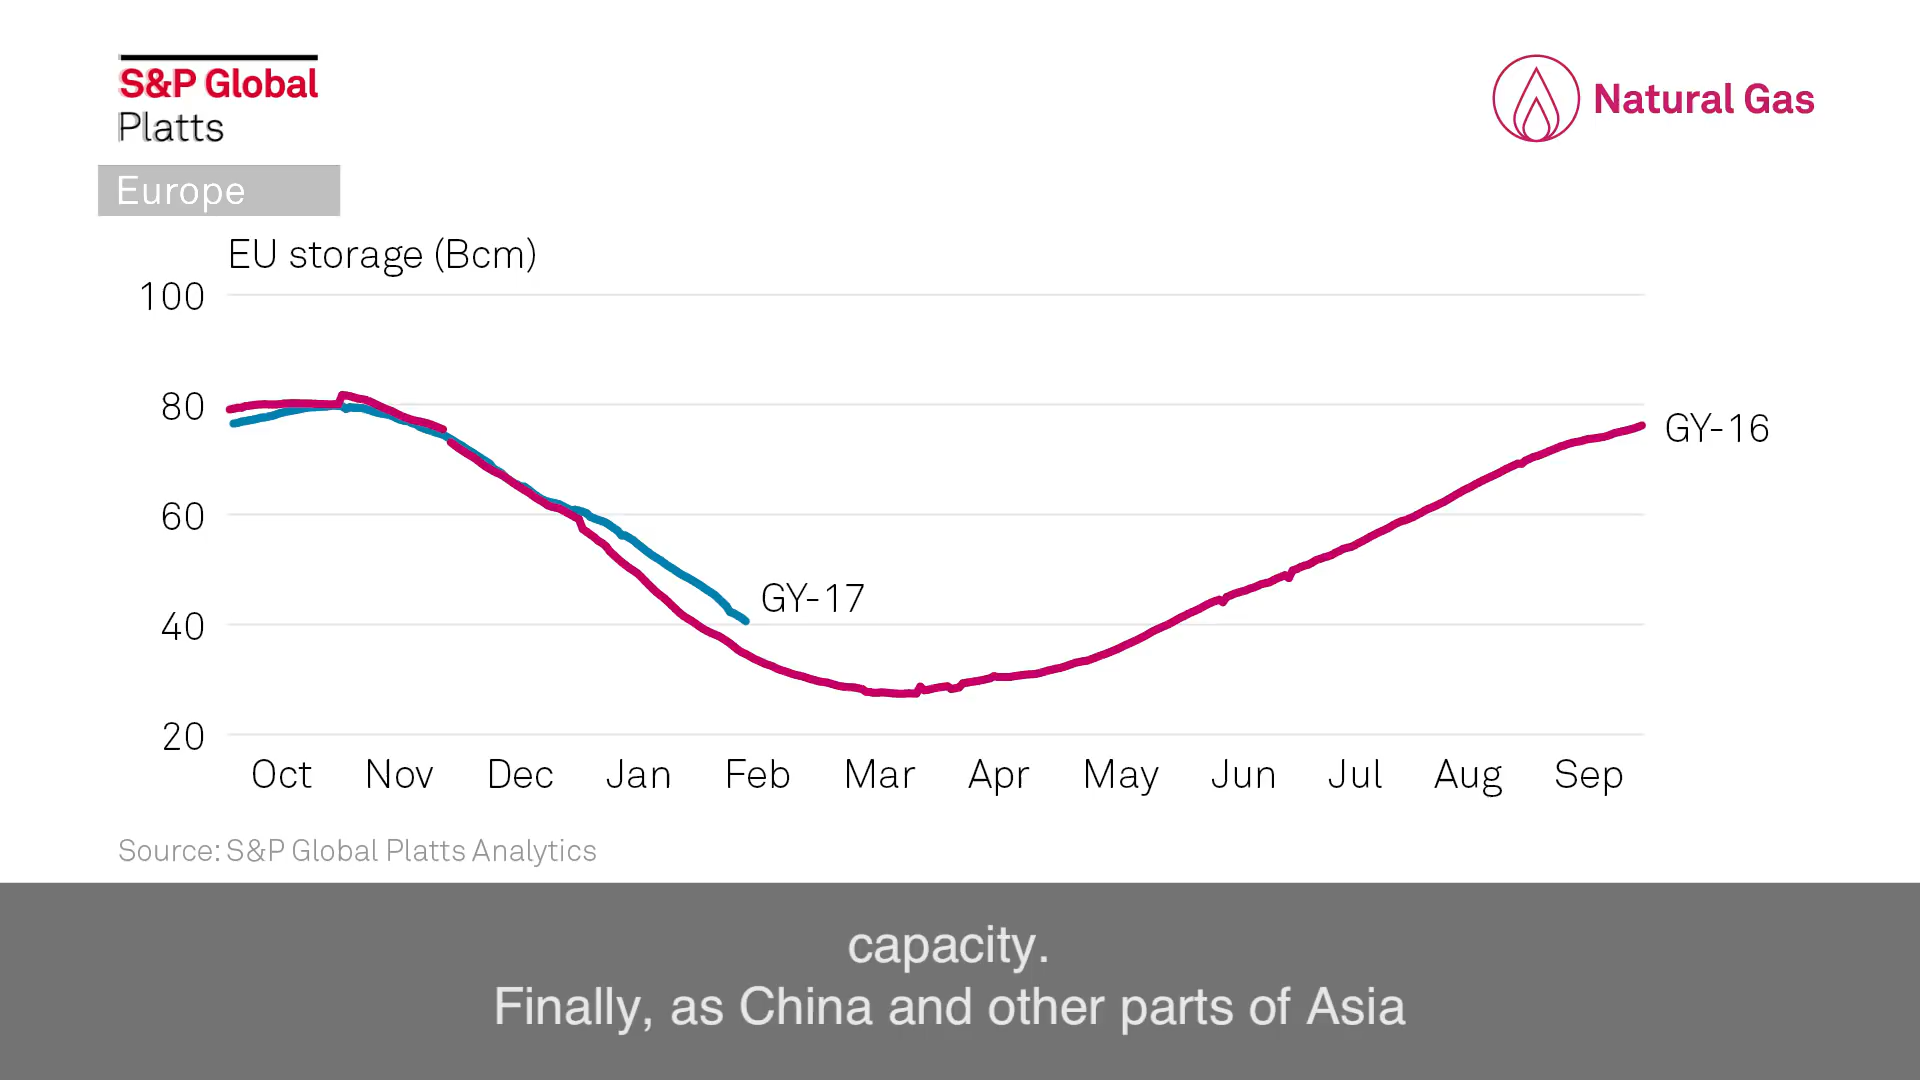 S&P Global
Platts
Natural Gas
Europe
EU storage (Bcm)
100
80
60
40
20
GY-16
GY-17
Oct Nov Dec Jan Feb Mar Apr May Jun Jul Aug Sep
Source: S&P Global Platts Analytics
capacity.
Finally, as China and other parts of Asia